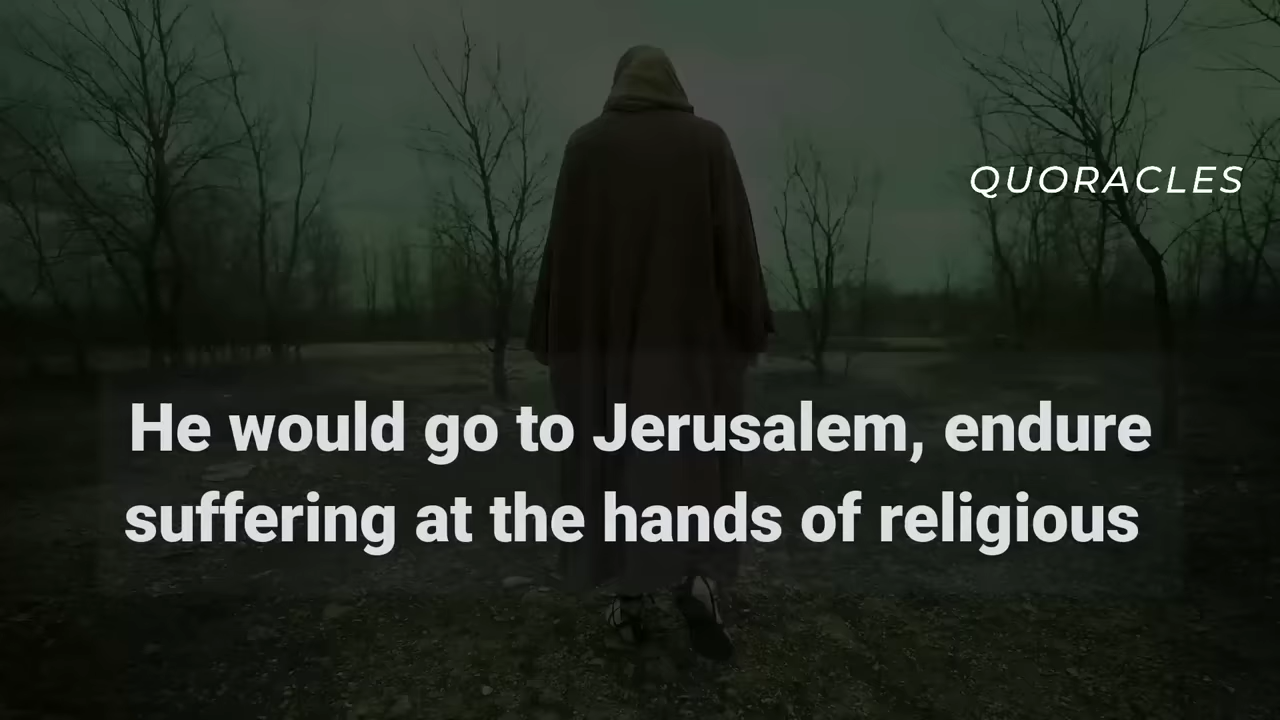 QUORACLES
He would go to Jerusalem, endure
suffering at the hands of religious